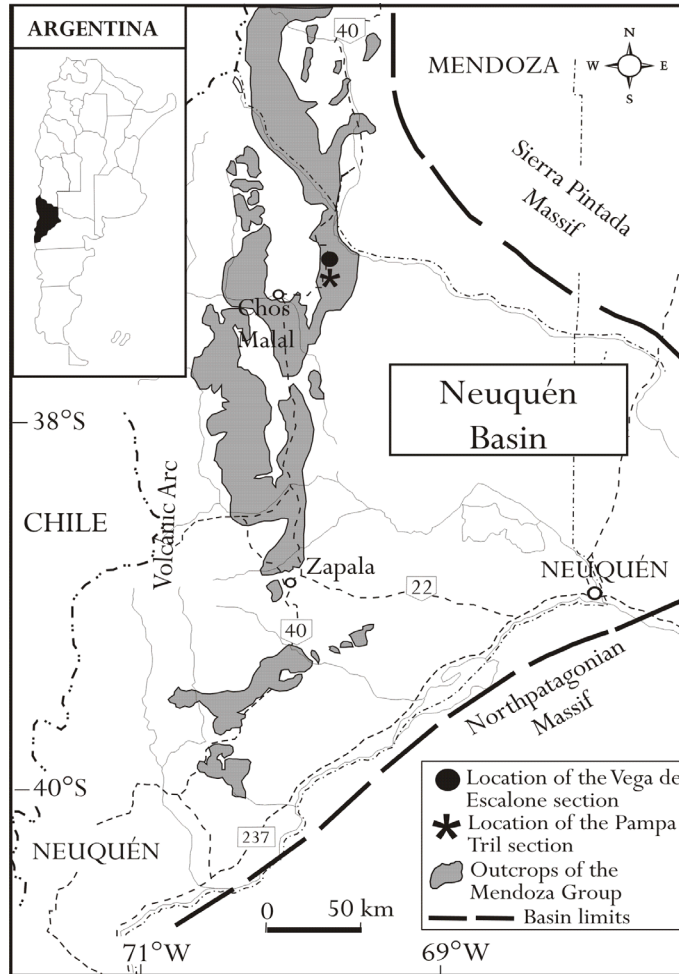 ARGENTINA
40
MENDOZA
N
W E
S
Sierra Pintada
Massif
Chos
Malal
Neuquén
Basin
38°S
CHILE
Volcanic Arc
Zapala
NEUQUÉN
22
40
Northpatagonian
Massif
40°S
NEUQUÉN
237
Location of the Vega de
Escalone section
Location of the Pampa
Tril section
Outcrops of the
Mendoza Group
Basin limits
0 50 km
71°W 69°W